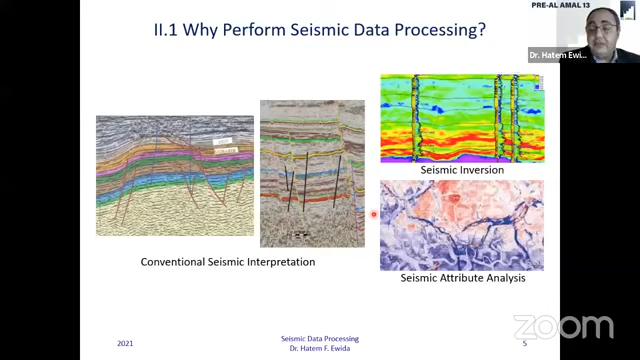 PRE-AL AMAL 13
II.1 Why Perform Seismic Data Processing?
Dr. Hatem Ewi...
Seismic Inversion
Conventional Seismic Interpretation
Seismic Attribute Analysis
2021
Seismic Data Processing
Dr. Hatem F. Ewida
5
zoom